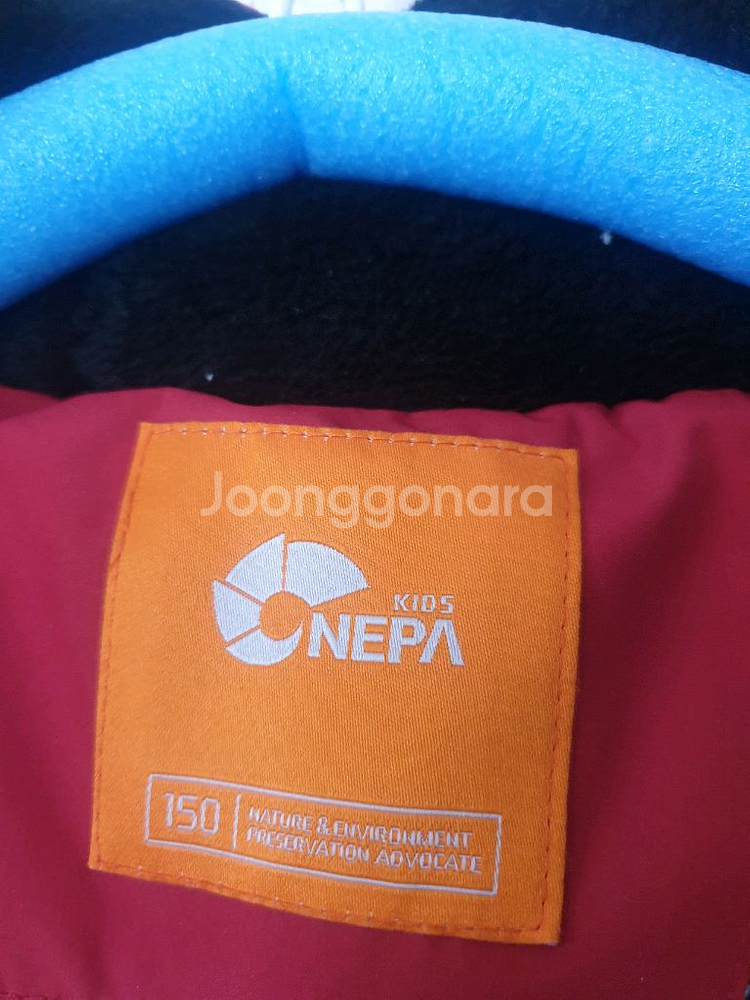 Joonggonara
KIDS
NEPA
150
NATURE & ENVIRONMENT
PRESERVATION ADVOCATE